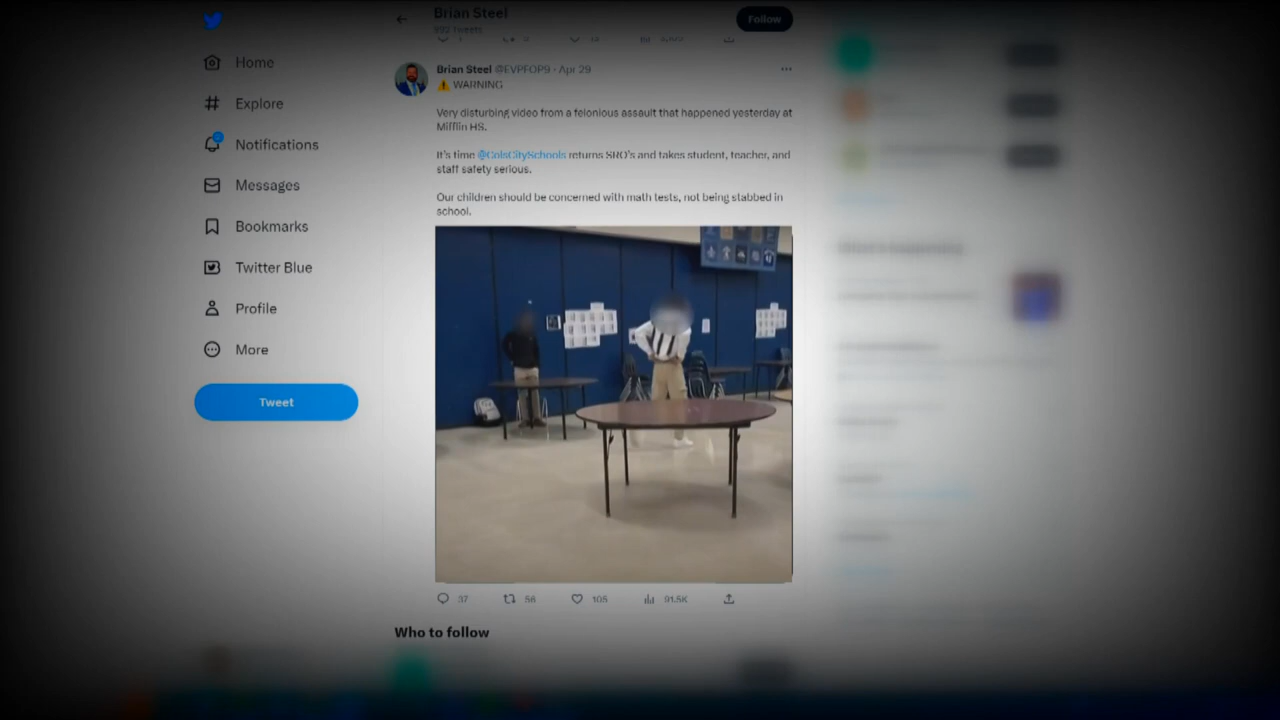 Brian Steel
992 Tweets
Follow
Home
Explore
Notifications
Messages
Bookmarks
Twitter Blue
Profile
More
Tweet
Brian Steel @EVPFOP9 · Apr 29
⚠️ WARNING
Very disturbing video from a felonious assault that happened yesterday at
Mifflin HS.
It's time @ColsCitySchools returns SRO's and takes student, teacher, and
staff safety serious.
Our children should be concerned with math tests, not being stabbed in
school.
37 56 105 91.5K
Who to follow